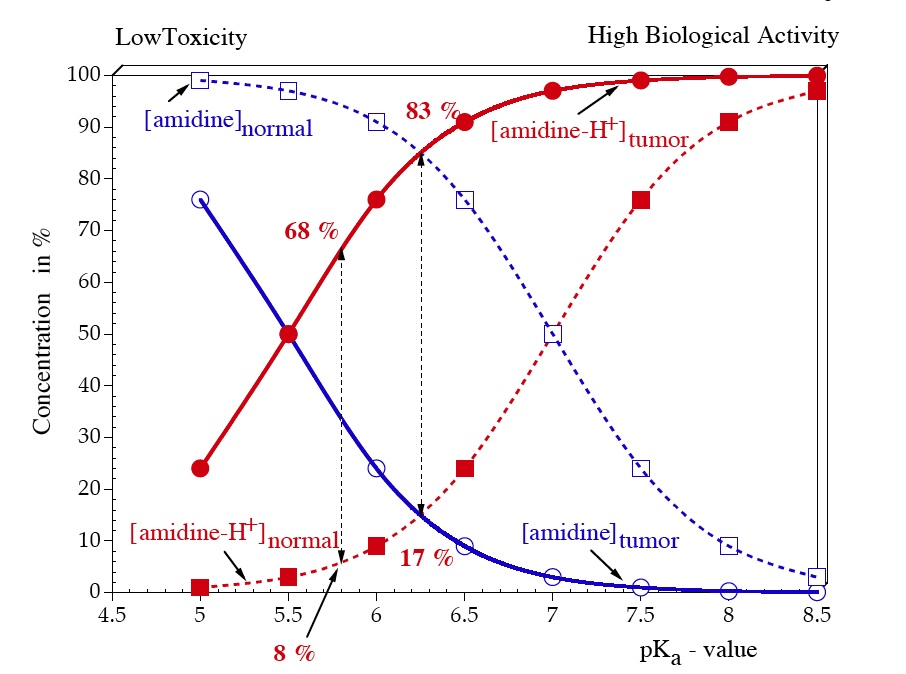 LowToxicity
High Biological Activity
100
90
80
70
60
50
40
30
20
10
0
Concentration in %
[amidine]normal
83 %
[amidine-H+]tumor
68 %
[amidine-H+]normal
17 %
[amidine]tumor
8 %
4.5 5 5.5 6 6.5 7 7.5 8 8.5
pKa - value